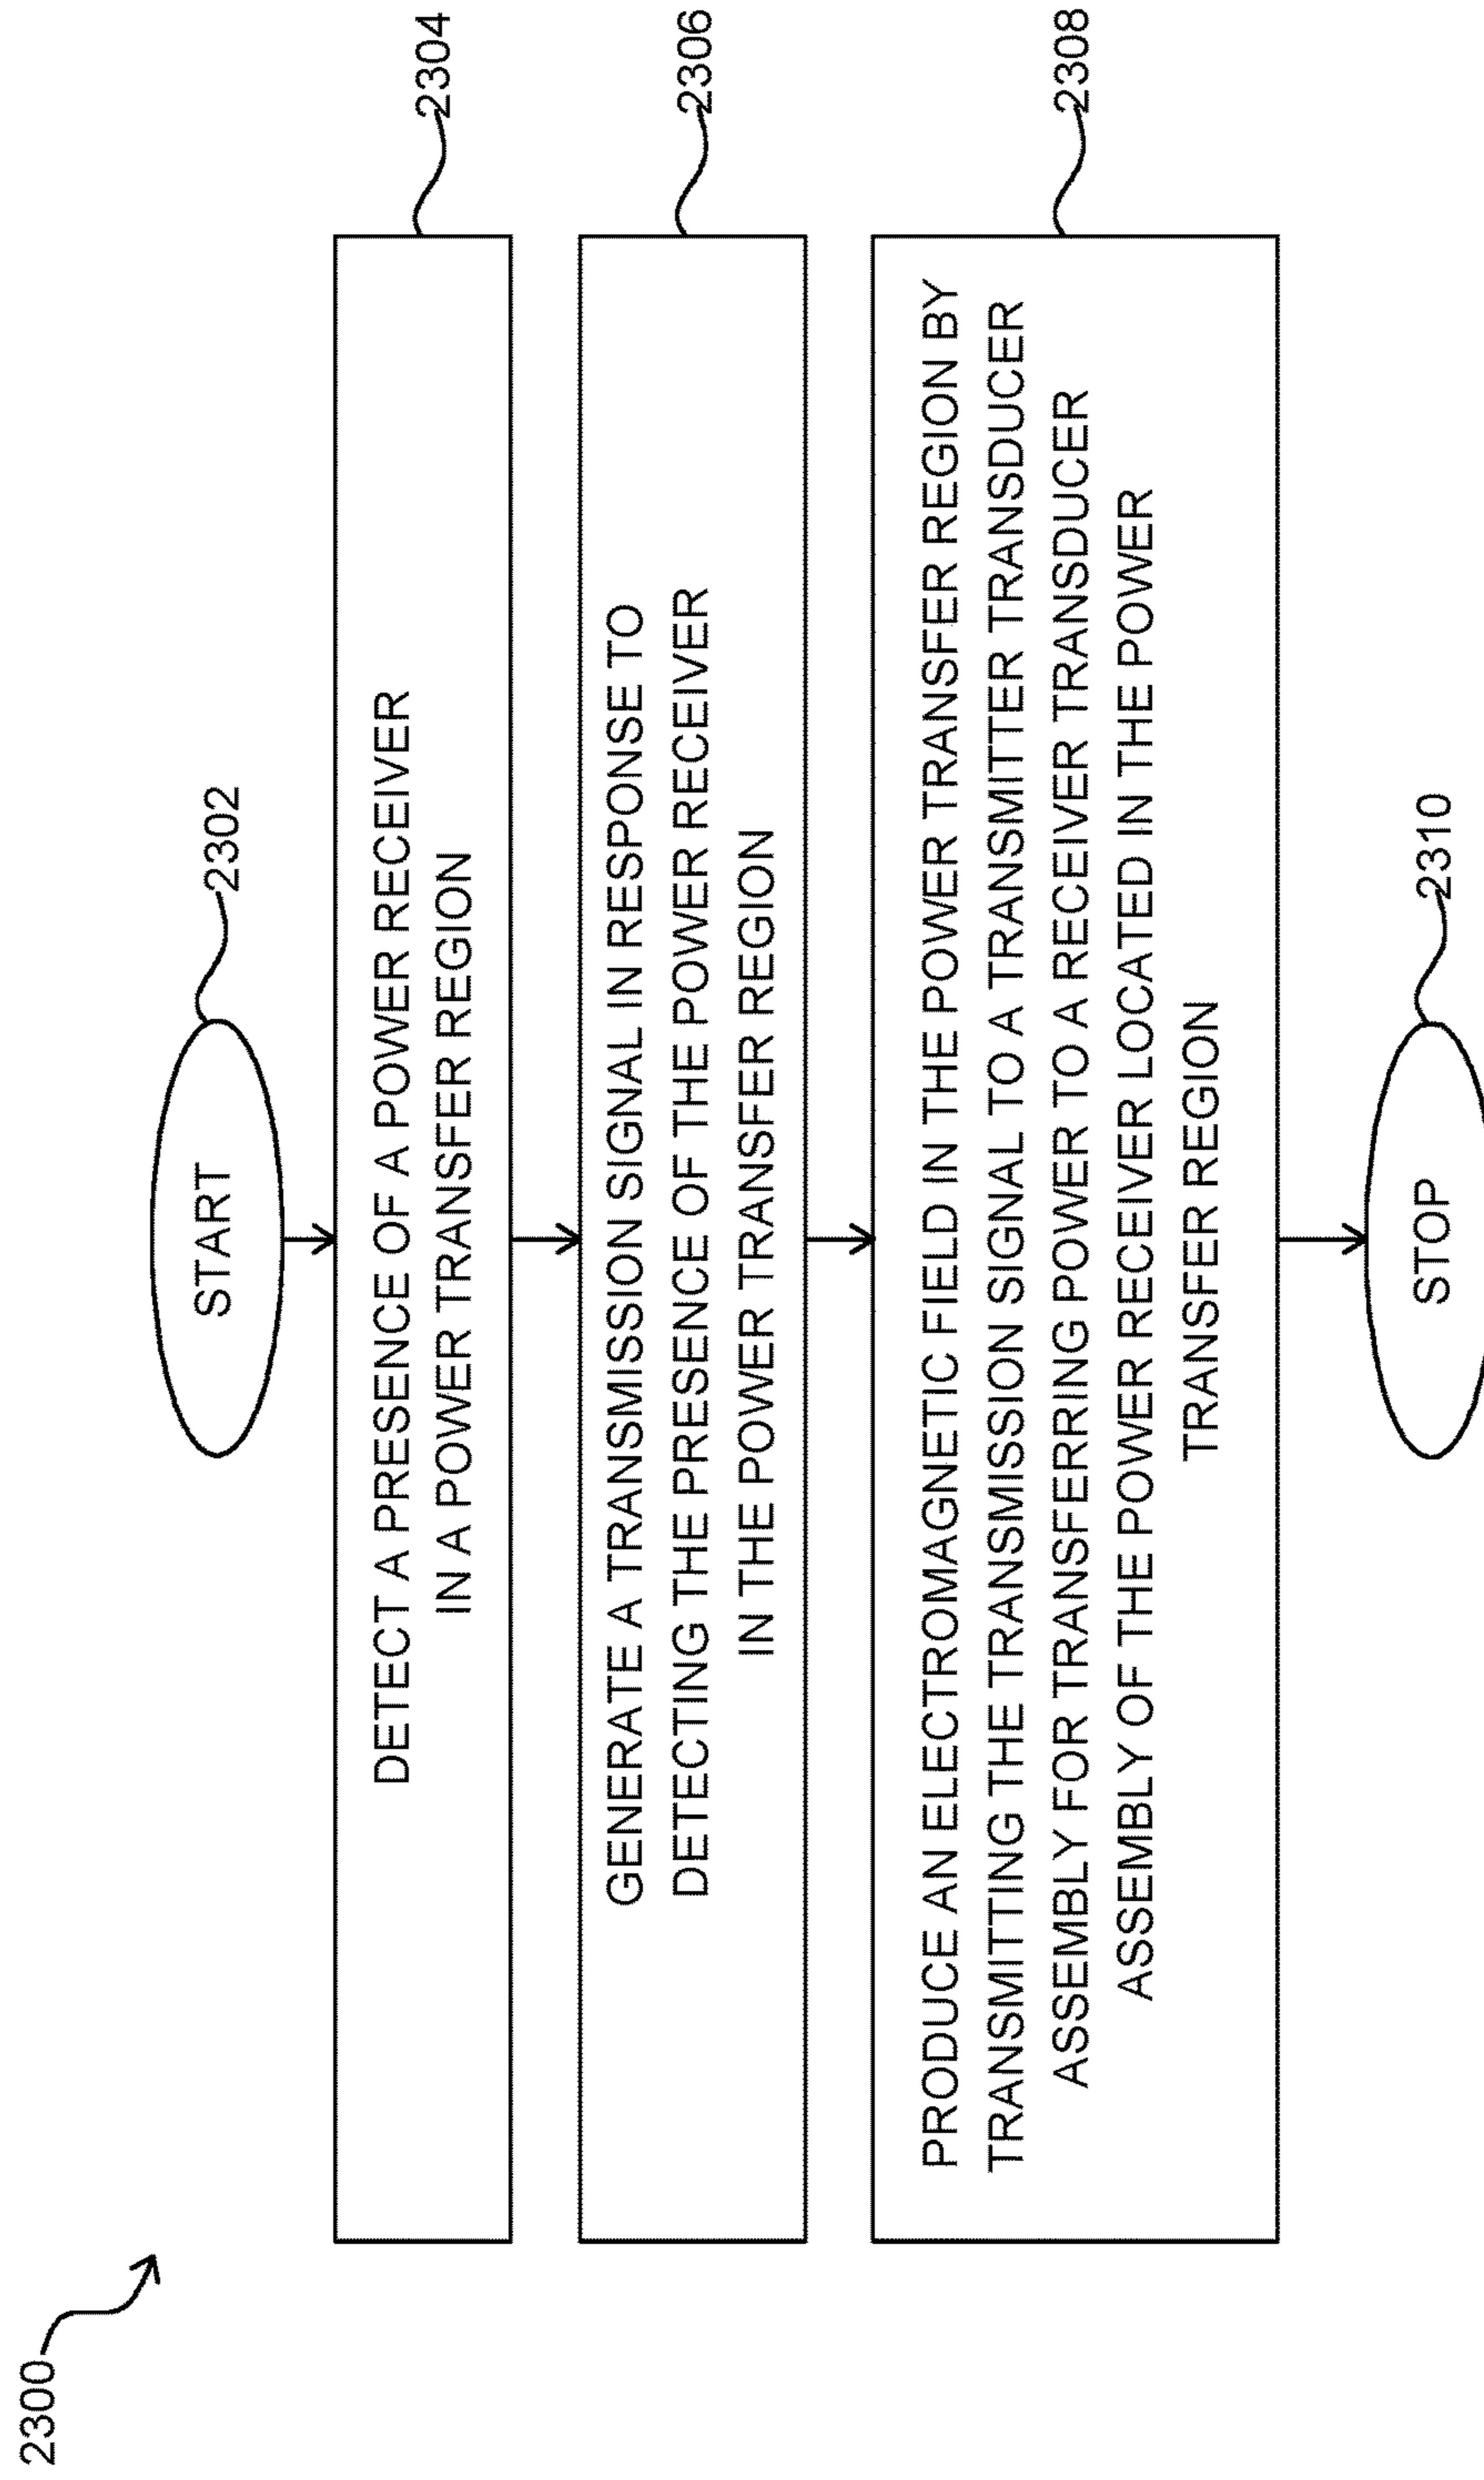 2300
START
2302
DETECT A PRESENCE OF A POWER RECEIVER
IN A POWER TRANSFER REGION
2304
GENERATE A TRANSMISSION SIGNAL IN RESPONSE TO
DETECTING THE PRESENCE OF THE POWER RECEIVER
IN THE POWER TRANSFER REGION
2306
PRODUCE AN ELECTROMAGNETIC FIELD IN THE POWER TRANSFER REGION BY
TRANSMITTING THE TRANSMISSION SIGNAL TO A TRANSMITTER TRANSDUCER
ASSEMBLY FOR TRANSFERRING POWER TO A RECEIVER TRANSDUCER
ASSEMBLY OF THE POWER RECEIVER LOCATED IN THE POWER
TRANSFER REGION
2308
STOP
2310